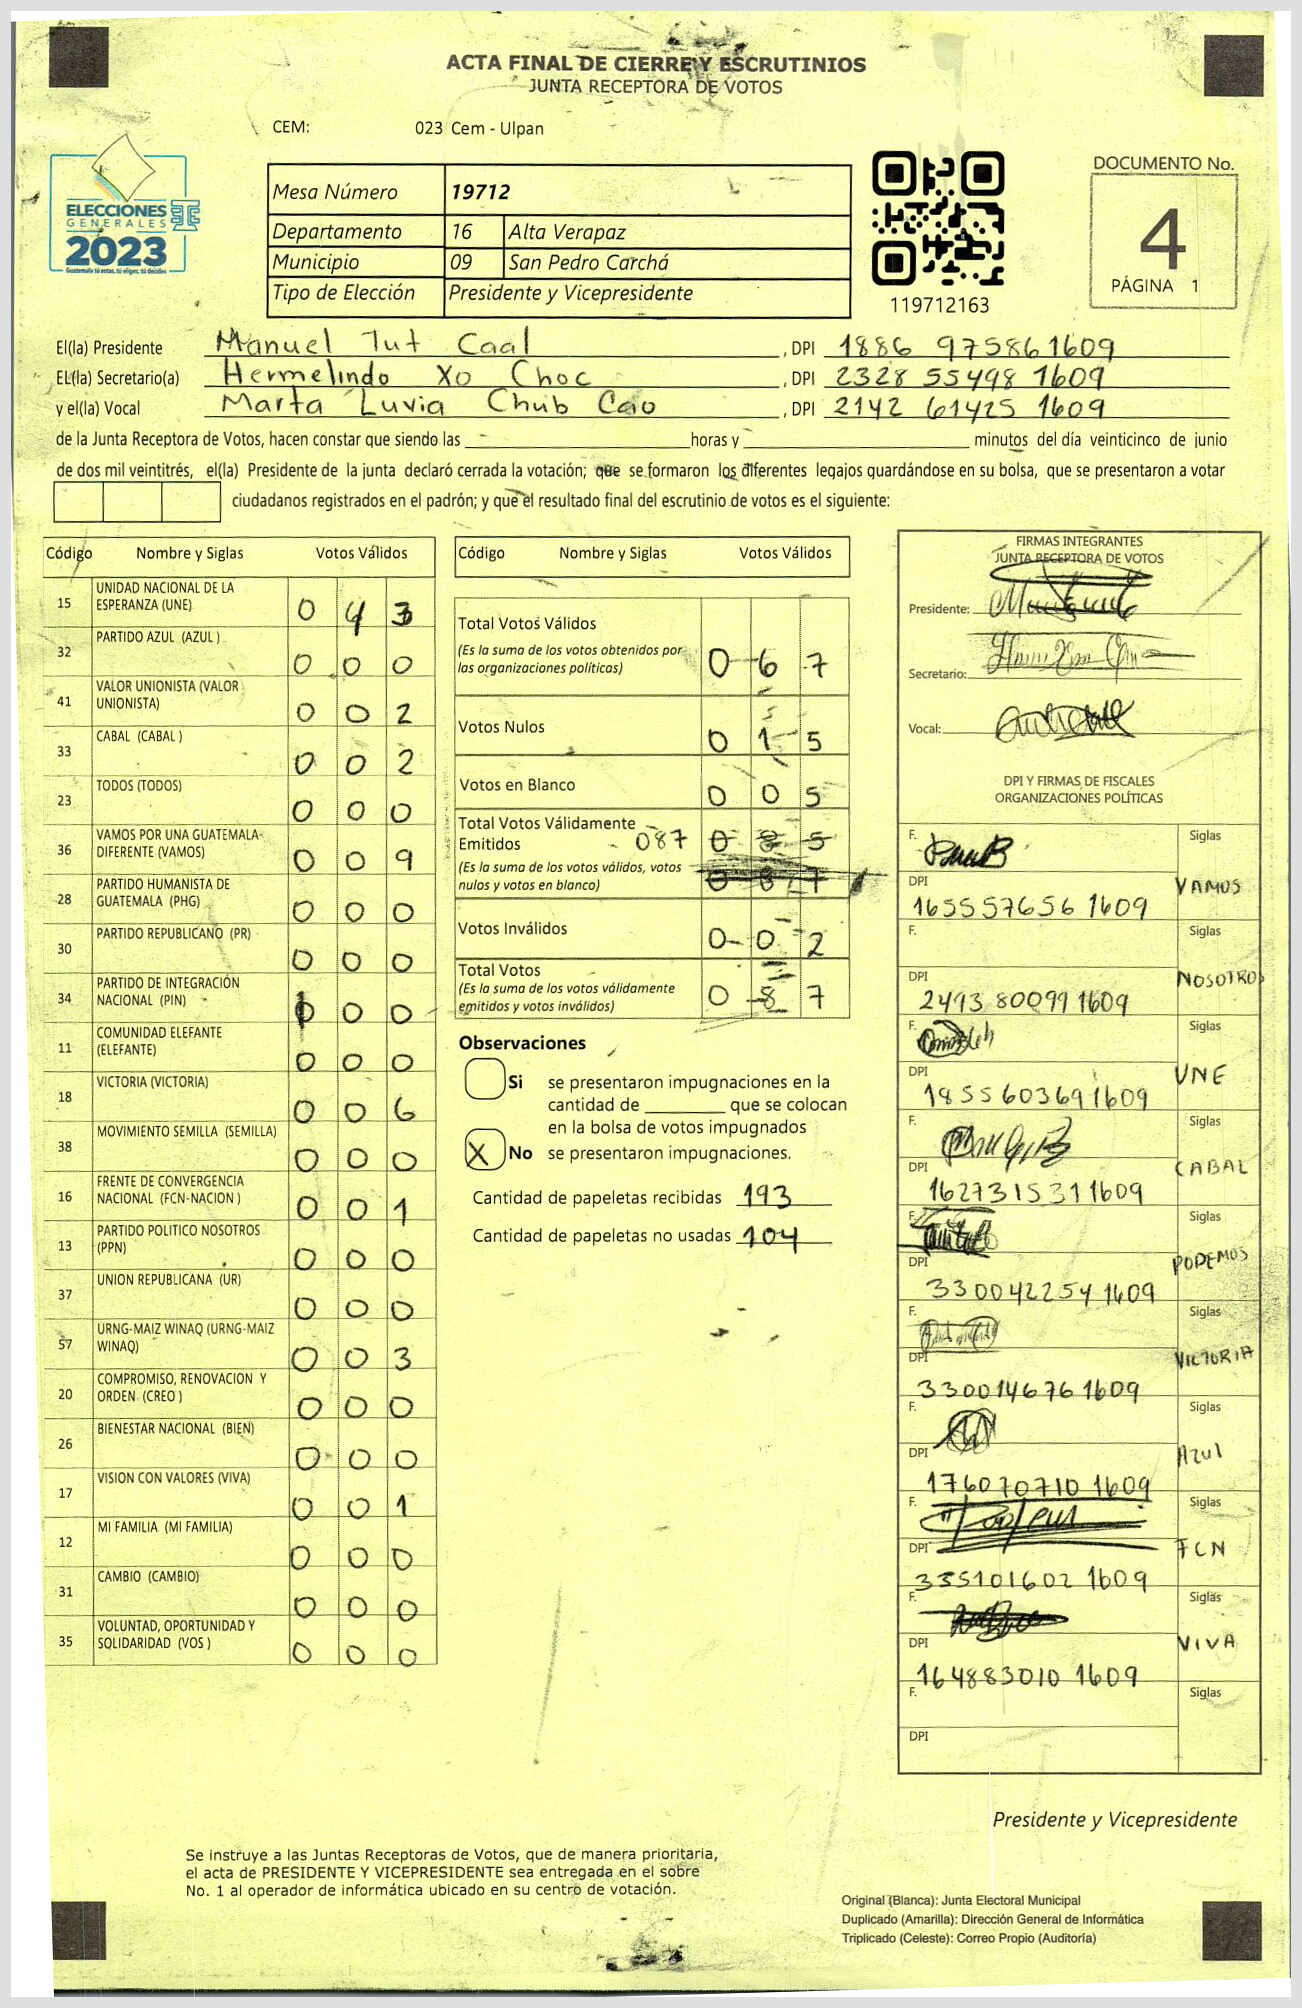 ACTA FINAL DE CIERRE Y ESCRUTINIOS
JUNTA RECEPTORA DE VOTOS
CEM: 023 Cem - Ulpan
ELECCIONES
GENERALES
2023
Guatemala tú estas, tú eliges, tú decides
Mesa Número 19712
Departamento 16 Alta Verapaz
Municipio 09 San Pedro Carchá
Tipo de Elección Presidente y Vicepresidente
119712163
DOCUMENTO No.
4
PÁGINA 1
El(la) Presidente Manuel Tut Caal , DPI 1886 97586 1609
EL(la) Secretario(a) Hermelindo Xo Choc , DPI 2328 55498 1609
y el(la) Vocal Marta Luvia Chub Cao , DPI 2142 61425 1609
de la Junta Receptora de Votos, hacen constar que siendo las horas y minutos del día veinticinco de junio
de dos mil veintitrés, el(la) Presidente de la junta declaró cerrada la votación; que se formaron los diferentes legajos guardándose en su bolsa, que se presentaron a votar
ciudadanos registrados en el padrón; y que el resultado final del escrutinio de votos es el siguiente:
Código Nombre y Siglas Votos Válidos
15 UNIDAD NACIONAL DE LA ESPERANZA (UNE) 0 4 3
32 PARTIDO AZUL (AZUL ) 0 0 0
41 VALOR UNIONISTA (VALOR UNIONISTA) 0 0 2
33 CABAL (CABAL ) 0 0 2
23 TODOS (TODOS) 0 0 0
36 VAMOS POR UNA GUATEMALA DIFERENTE (VAMOS) 0 0 9
28 PARTIDO HUMANISTA DE GUATEMALA (PHG) 0 0 0
30 PARTIDO REPUBLICANO (PR) 0 0 0
34 PARTIDO DE INTEGRACIÓN NACIONAL (PIN) 0 0 0
11 COMUNIDAD ELEFANTE (ELEFANTE) 0 0 0
18 VICTORIA (VICTORIA) 0 0 6
38 MOVIMIENTO SEMILLA (SEMILLA) 0 0 0
16 FRENTE DE CONVERGENCIA NACIONAL (FCN-NACION ) 0 0 1
13 PARTIDO POLITICO NOSOTROS (PPN) 0 0 0
37 UNION REPUBLICANA (UR) 0 0 0
57 URNG-MAIZ WINAQ (URNG-MAIZ WINAQ) 0 0 3
20 COMPROMISO, RENOVACION Y ORDEN (CREO ) 0 0 0
26 BIENESTAR NACIONAL (BIEN) 0 0 0
17 VISION CON VALORES (VIVA) 0 0 1
12 MI FAMILIA (MI FAMILIA) 0 0 0
31 CAMBIO (CAMBIO) 0 0 0
35 VOLUNTAD, OPORTUNIDAD Y SOLIDARIDAD (VOS ) 0 0 0
Código Nombre y Siglas Votos Válidos
Total Votos Válidos 0 6 7
(Es la suma de los votos obtenidos por
las organizaciones políticas)
Votos Nulos 0 1 5
Votos en Blanco 0 0 5
Total Votos Válidamente
Emitidos 087 0 8 5
(Es la suma de los votos válidos, votos
nulos y votos en blanco) 0 8 7
Votos Inválidos 0 0 2
Total Votos
(Es la suma de los votos válidamente
emitidos y votos inválidos) 0 8 7
Observaciones
Si se presentaron impugnaciones en la
cantidad de que se colocan
en la bolsa de votos impugnados
X No se presentaron impugnaciones.
Cantidad de papeletas recibidas 193
Cantidad de papeletas no usadas 104
FIRMAS INTEGRANTES
JUNTA RECEPTORA DE VOTOS
Presidente:
Secretario:
Vocal:
DPI Y FIRMAS DE FISCALES
ORGANIZACIONES POLÍTICAS
F. Siglas
DPI VAMOS
165557656 1609
F. Siglas
DPI NOSOTROS
2493 80099 1609
F. Siglas
DPI UNE
185560369 1609
F. Siglas
DPI CABAL
162731531 1609
F. Siglas
DPI PODEMOS
330042254 1609
F. Siglas
DPI VICTORIA
330014676 1609
F. Siglas
DPI Azul
176070710 1609
F. Siglas
DPI FCN
335101602 1609
F. Siglas
DPI VIVA
164883010 1609
F. Siglas
DPI
Presidente y Vicepresidente
Se instruye a las Juntas Receptoras de Votos, que de manera prioritaria,
el acta de PRESIDENTE Y VICEPRESIDENTE sea entregada en el sobre
No. 1 al operador de informática ubicado en su centro de votación.
Original (Blanca): Junta Electoral Municipal
Duplicado (Amarilla): Dirección General de Informática
Triplicado (Celeste): Correo Propio (Auditoría)